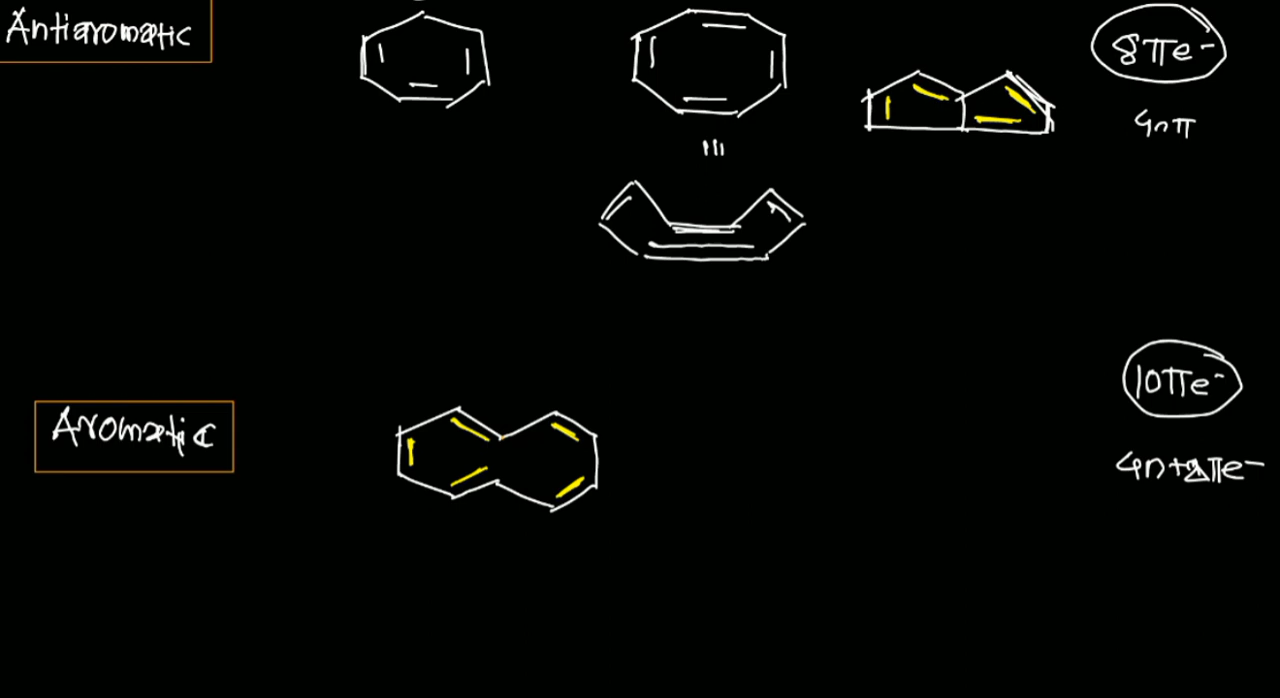 Antiaromatic
8πe-
4nπ
Aromatic
10πe-
4n+2πe-